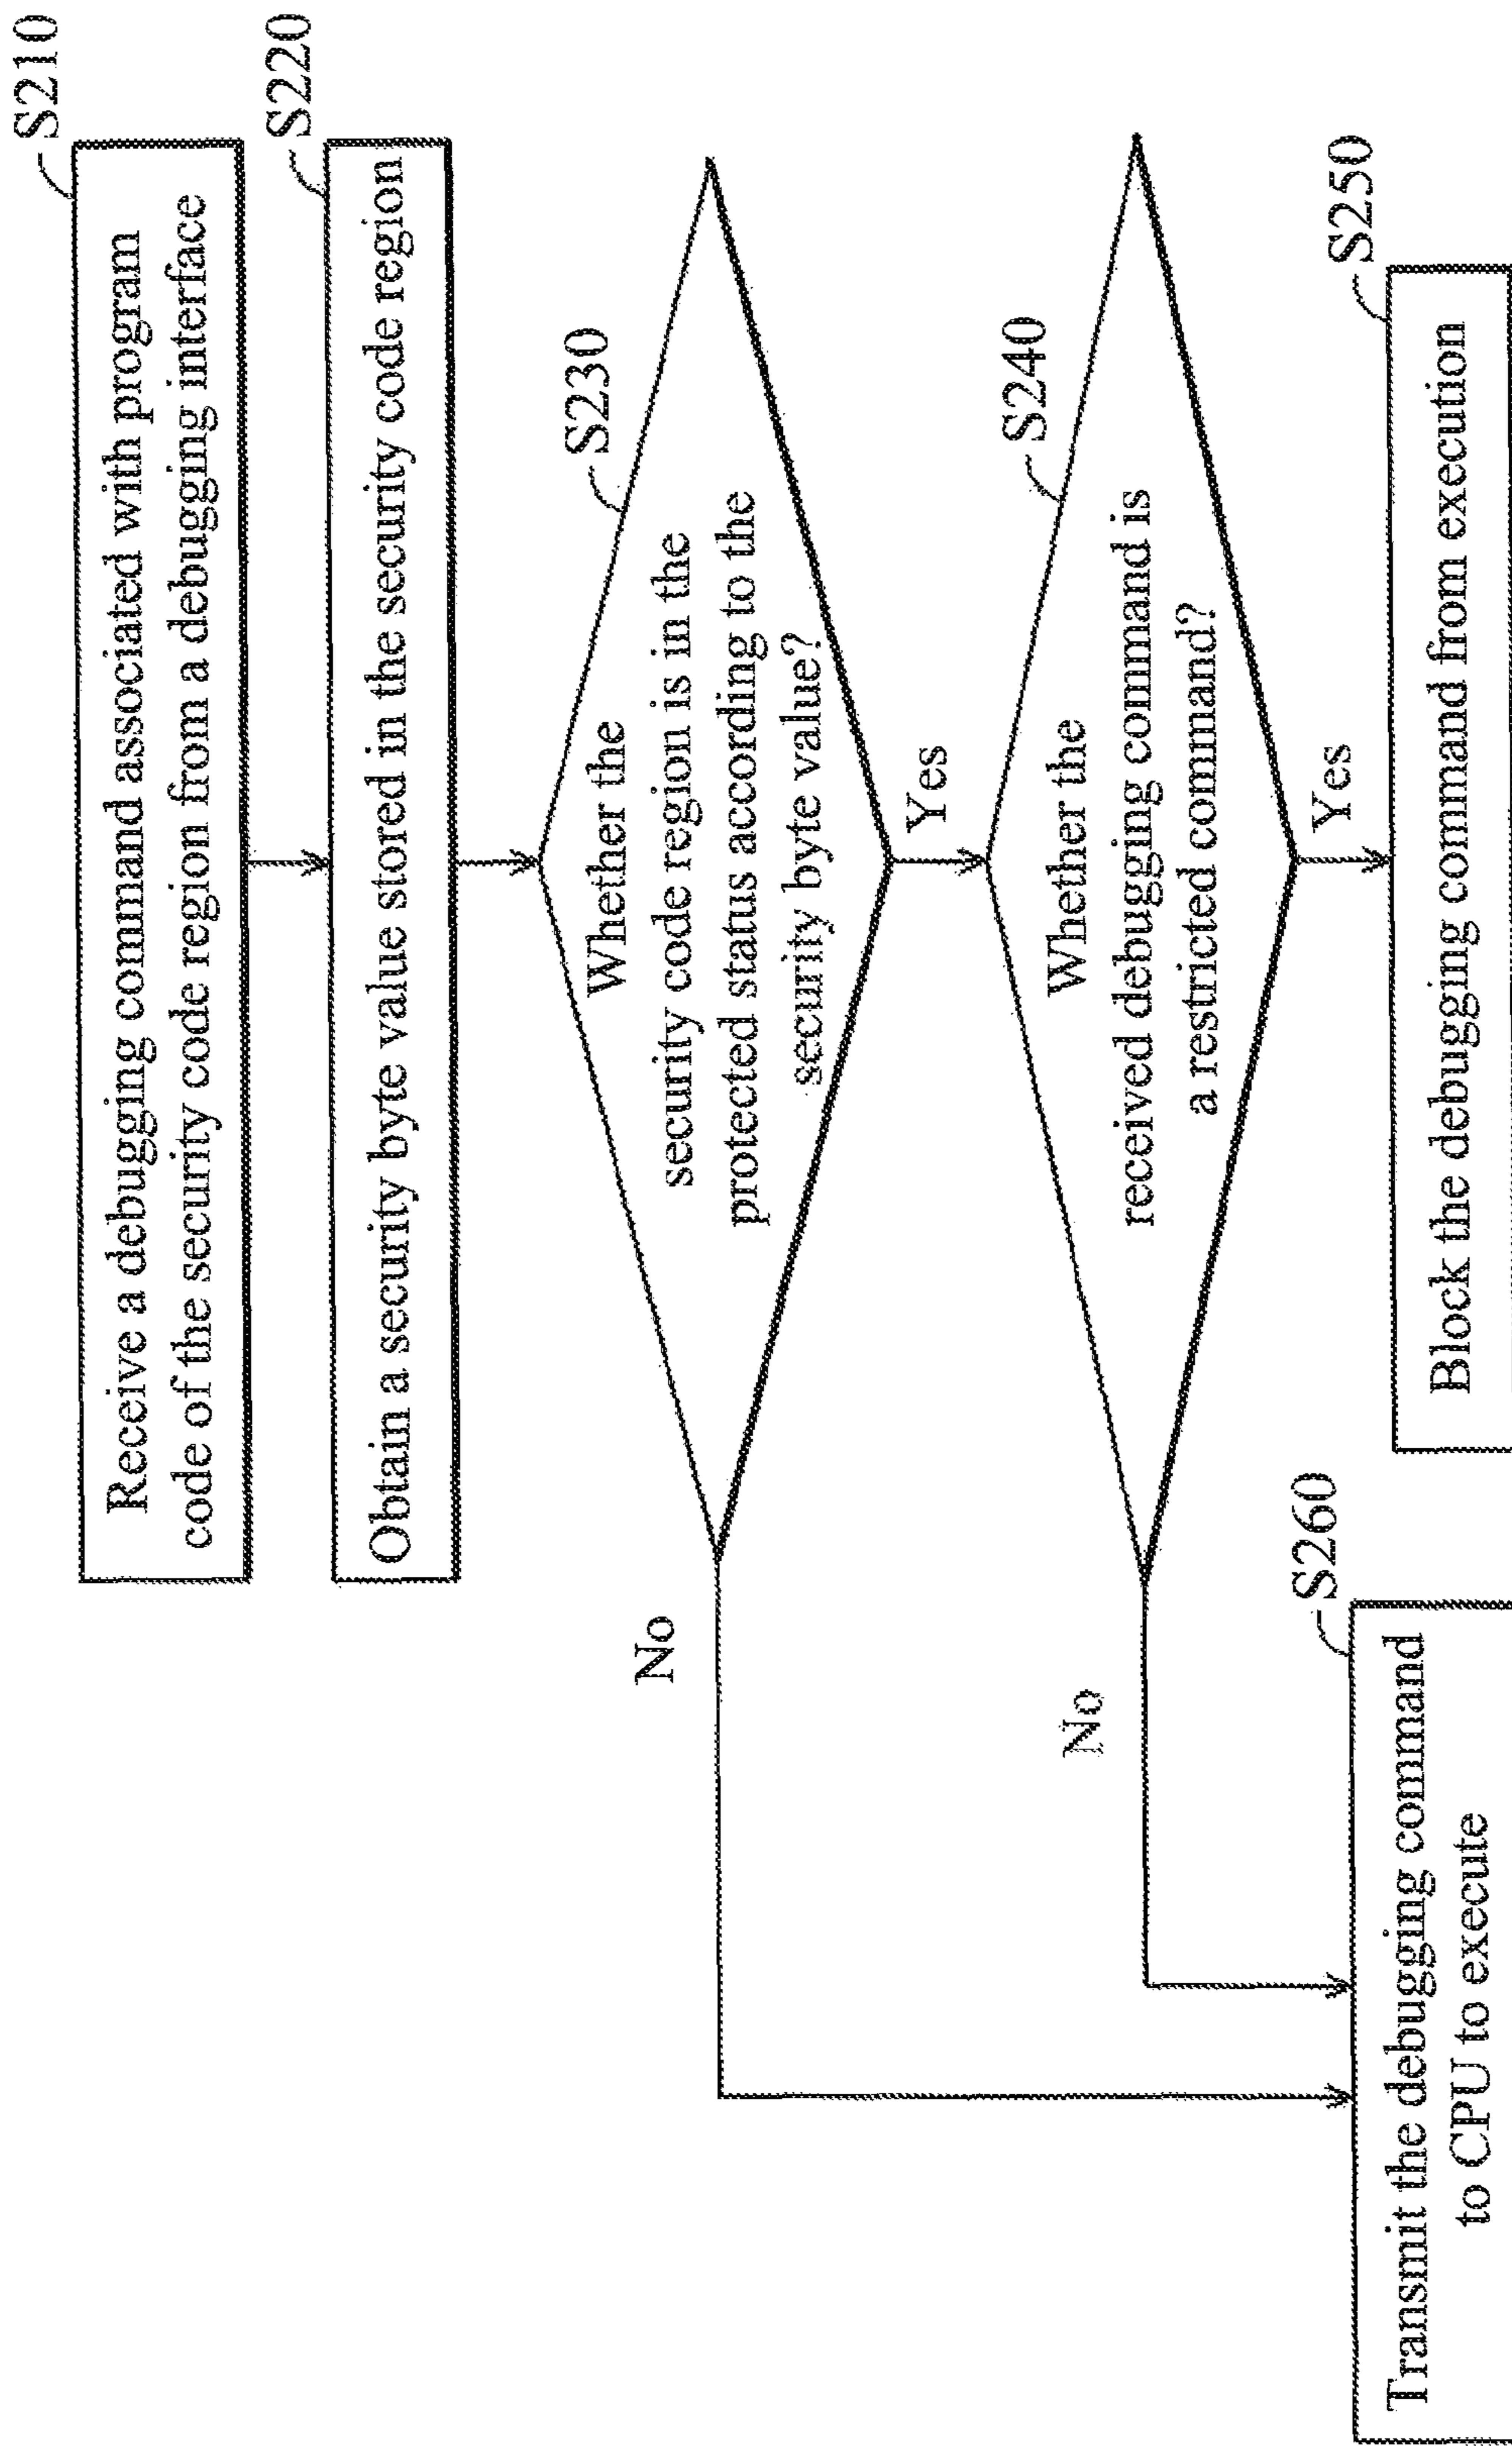 S210
Receive a debugging command associated with program
code of the security code region from a debugging interface
S220
Obtain a security byte value stored in the security code region
S230
Whether the
security code region is in the
protected status according to the
security byte value?
No
Yes
S240
Whether the
received debugging command is
a restricted command?
No
Yes
S250
Block the debugging command from execution
S260
Transmit the debugging command
to CPU to execute